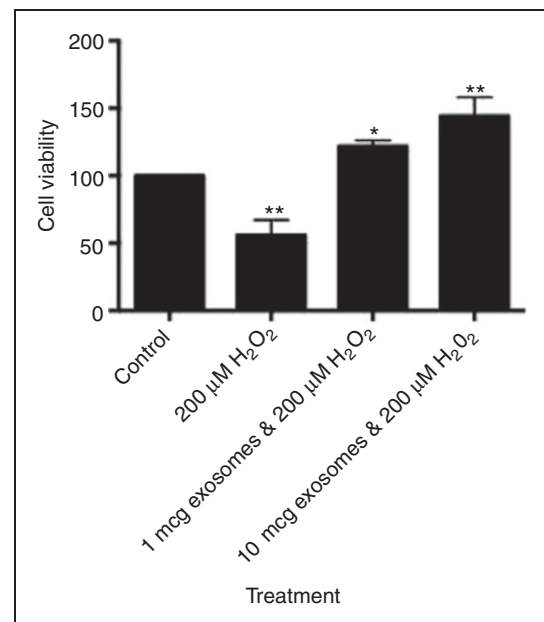 200
150
100
50
0
Cell viability
**
*
**
Control
200 μM H₂O₂
1 mcg exosomes & 200 μM H₂O₂
10 mcg exosomes & 200 μM H₂0₂
Treatment